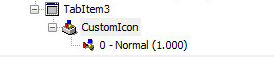 TabItem3
CustomIcon
0 - Normal (1.000)